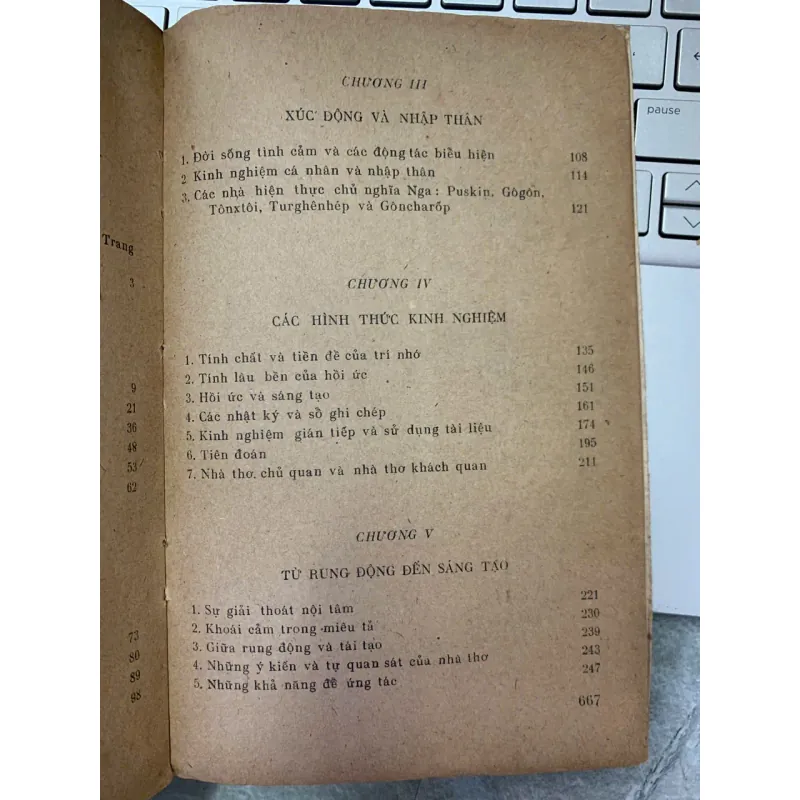 pause
Trang
3
9
21
36
48
53
62
73
80
89
98
CHƯƠNG III
XÚC ĐỘNG VÀ NHẬP THÂN
1. Đời sống tình cảm và các động tác biểu hiện 108
2. Kinh nghiệm cá nhân và nhập thân 114
3. Các nhà hiện thực chủ nghĩa Nga : Puskin, Gôgôn,
Tônxtôi, Turghênhép và Gôncharốp 121
CHƯƠNG IV
CÁC HÌNH THỨC KINH NGHIỆM
1. Tính chất và tiền đề của trí nhớ 135
2. Tính lâu bền của hồi ức 146
3. Hồi ức và sáng tạo 151
4. Các nhật ký và sổ ghi chép 161
5. Kinh nghiệm gián tiếp và sử dụng tài liệu 174
6. Tiên đoán 195
7. Nhà thơ chủ quan và nhà thơ khách quan 211
CHƯƠNG V
TỪ RUNG ĐỘNG ĐẾN SÁNG TẠO
1. Sự giải thoát nội tâm 221
2. Khoái cảm trong miêu tả 230
3. Giữa rung động và tái tạo 239
4. Những ý kiến và tự quan sát của nhà thơ 243
5. Những khả năng để ứng tác 247
667